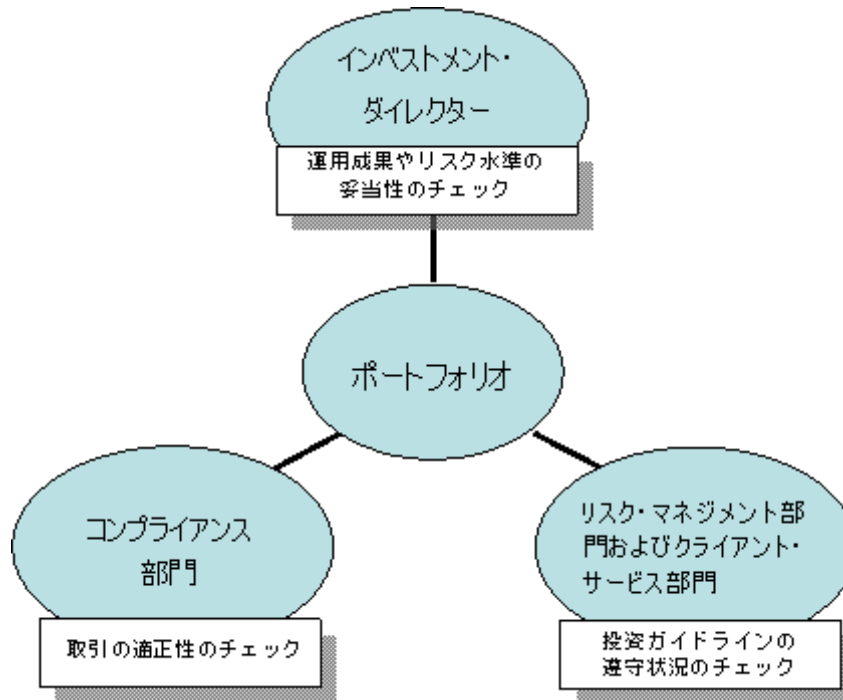 インベストメント・
ダイレクター
運用成果やリスク水準の
妥当性のチェック
ポートフォリオ
コンプライアンス
部門
取引の適正性のチェック
リスク・マネジメント部
門およびクライアント・
サービス部門
投資ガイドラインの
遵守状況のチェック